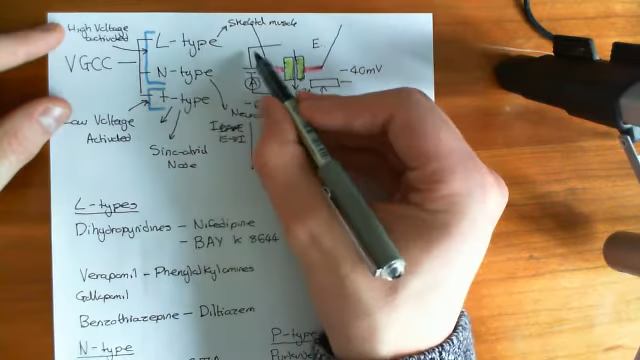 High Voltage
activated
Skeletal muscle
L-type
E.
VGCC
N-type
-40mV
T-type
Low Voltage
Activated
Sino-atrial
Node
L-types
Dihydropyridines - Nifedipine
- BAY K 8644
Verapamil - Phenylalkylamines
Gallopamil
Benzothiazepine - Diltiazem
N-type
P-type